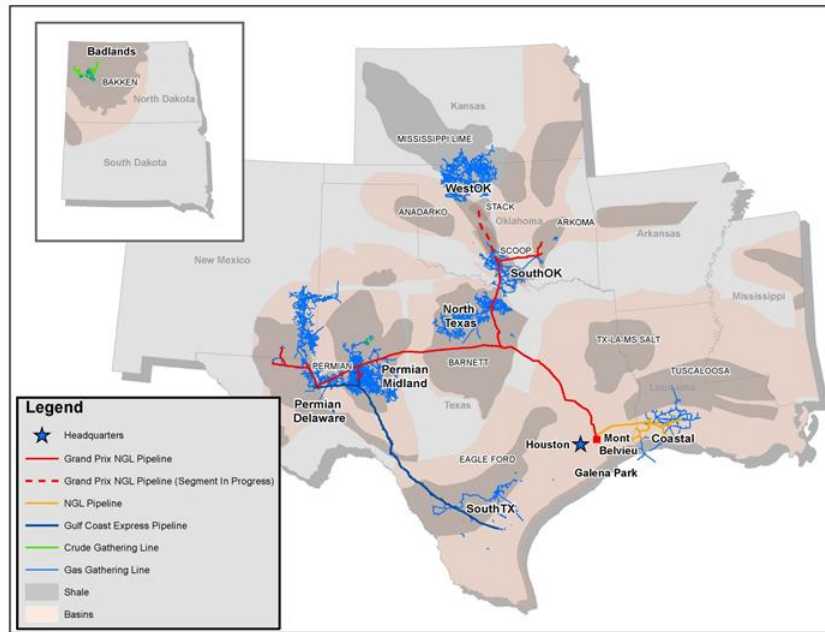 Badlands
BAKKEN
North Dakota
South Dakota
Kansas
MISSISSIPPI LIME
WestOK
STACK
ANADARKO
Oklahoma
ARKOMA
Arkansas
SCOOP
New Mexico
SouthOK
Mississippi
North
Texas
TX-LA-MS SALT
PERMIAN
BARNETT
Permian
Midland
TUSCALOOSA
Louisiana
Texas
Permian
Delaware
Houston
Mont
Belvieu
Coastal
EAGLE FORD
Galena Park
SouthTX
Legend
Headquarters
Grand Prix NGL Pipeline
Grand Prix NGL Pipeline (Segment In Progress)
NGL Pipeline
Gulf Coast Express Pipeline
Crude Gathering Line
Gas Gathering Line
Shale
Basins